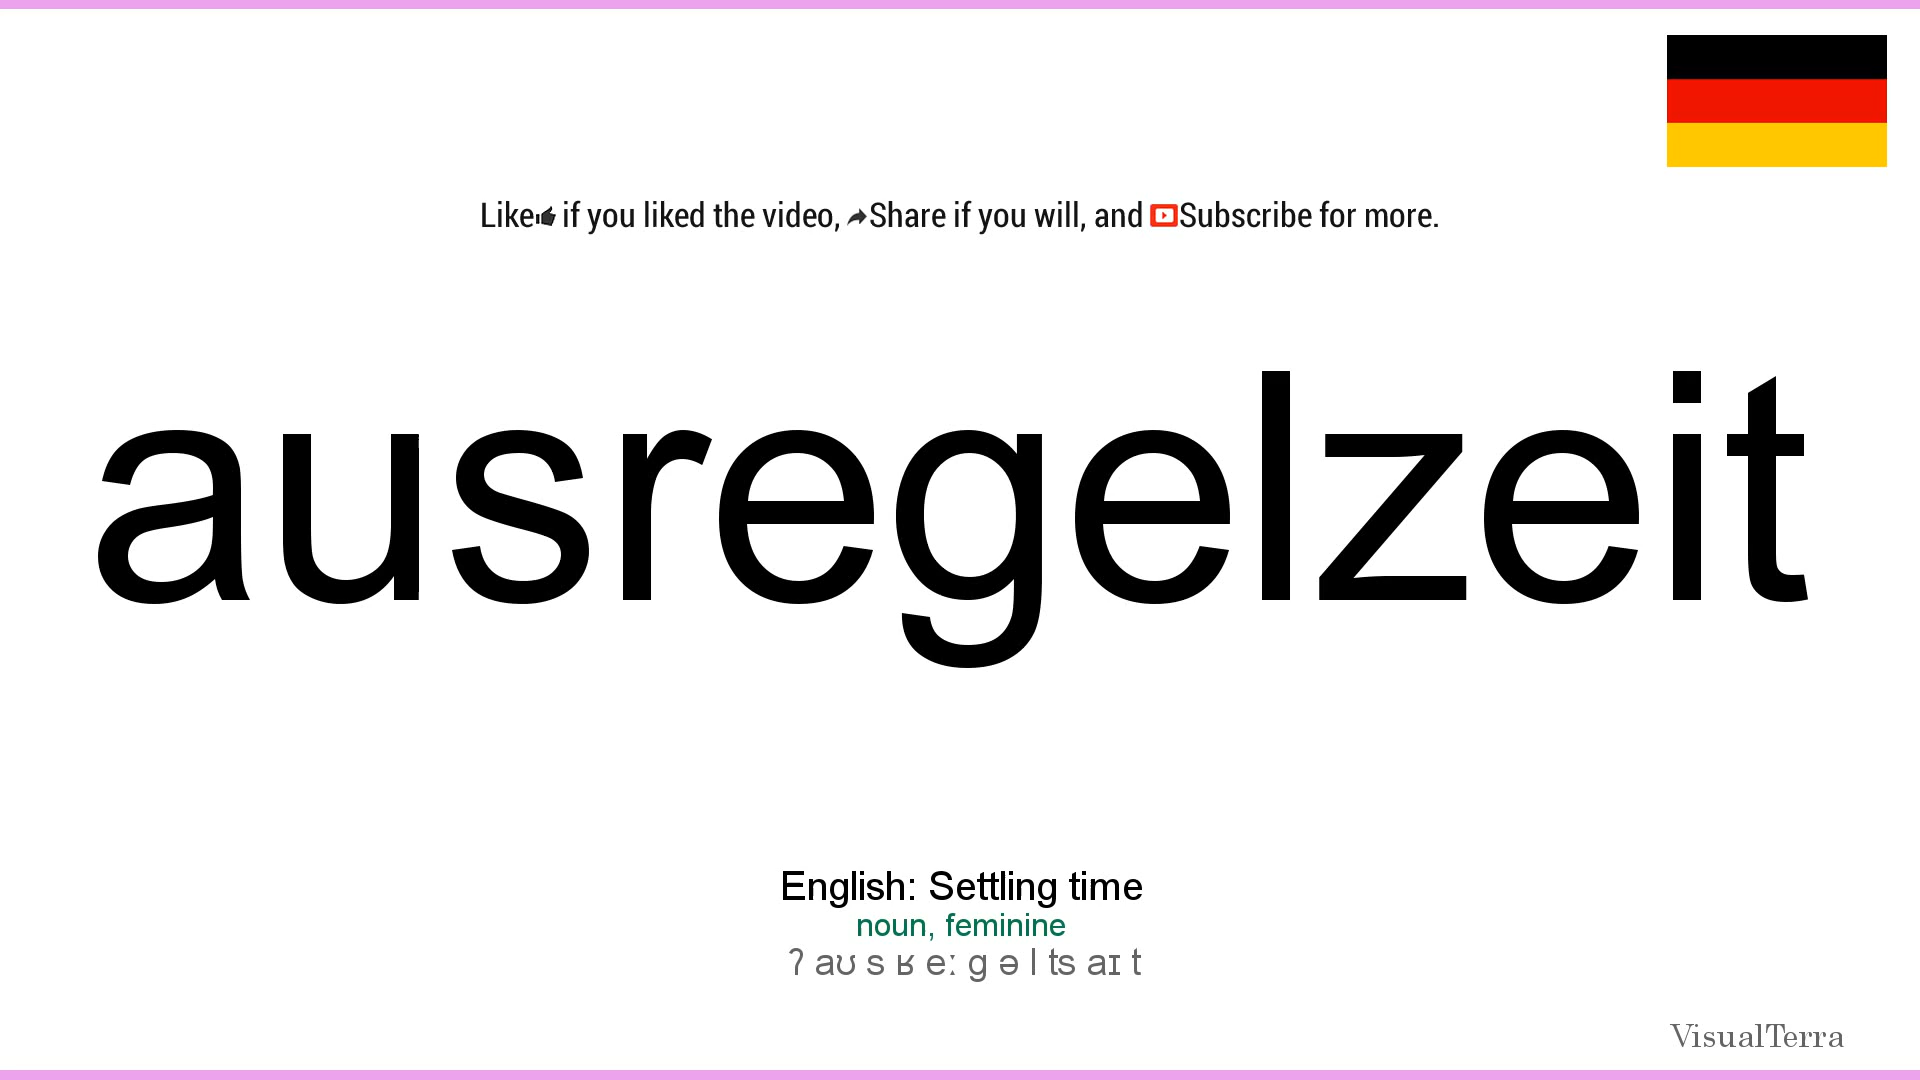 Like if you liked the video, Share if you will, and Subscribe for more.
ausregelzeit
English: Settling time
noun, feminine
ʔ aʊ s ʁ eː ɡ ə l ts aɪ t
VisualTerra